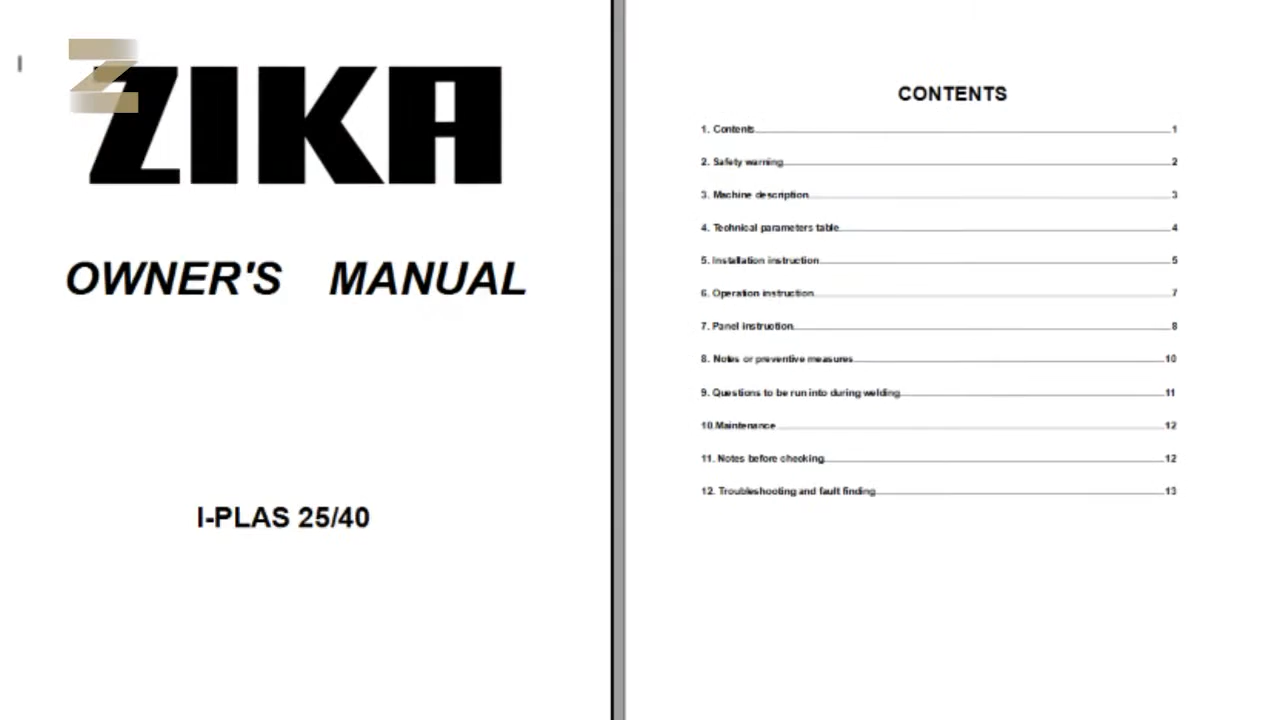 ZIKA
OWNER'S MANUAL
I-PLAS 25/40
CONTENTS
1. Contents 1
2. Safety warning 2
3. Machine description 3
4. Technical parameters table 4
5. Installation instruction 5
6. Operation instruction 7
7. Panel instruction 8
8. Notes or preventive measures 10
9. Questions to be run into during welding 11
10.Maintenance 12
11. Notes before checking 12
12. Troubleshooting and fault finding 13